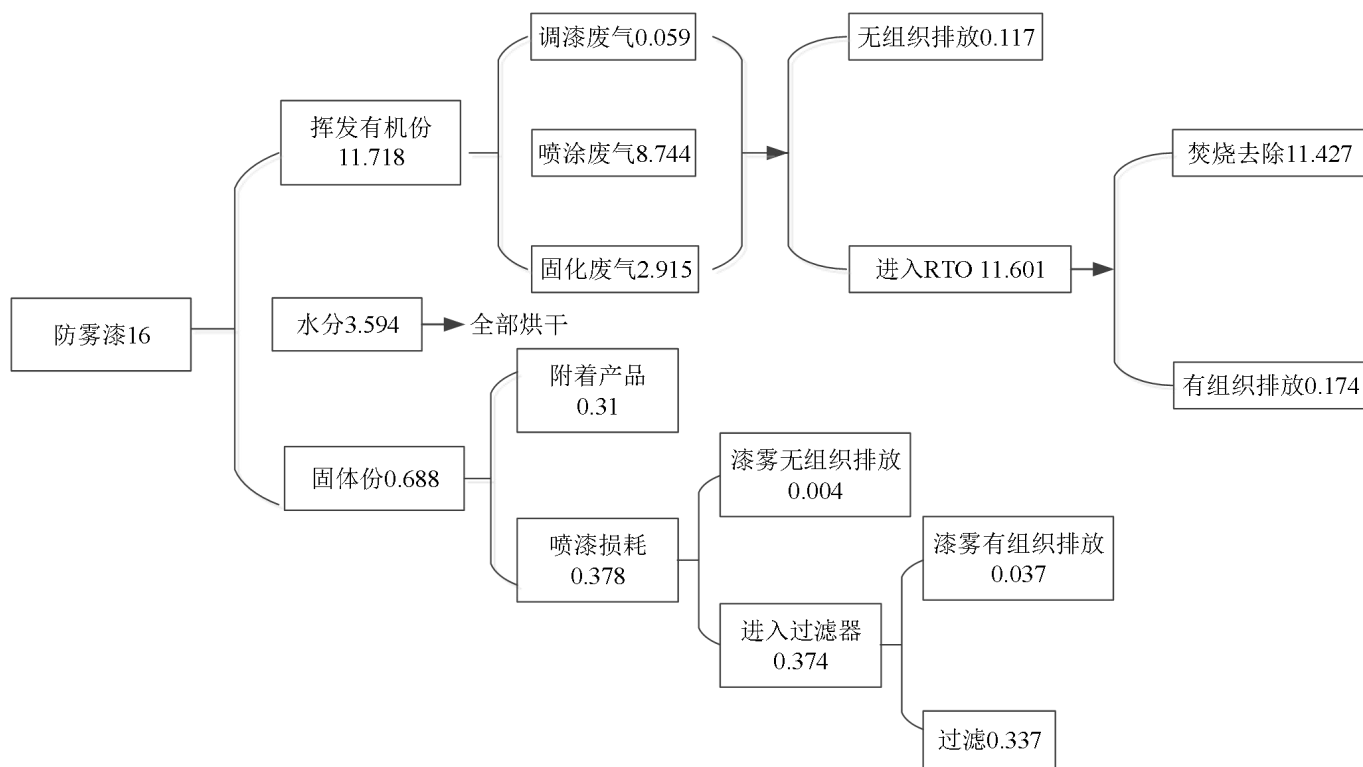 防雾漆16
挥发有机份
11.718
调漆废气0.059
喷涂废气8.744
固化废气2.915
无组织排放0.117
进入RTO 11.601
焚烧去除11.427
有组织排放0.174
水分3.594
全部烘干
固体份0.688
附着产品
0.31
喷漆损耗
0.378
漆雾无组织排放
0.004
进入过滤器
0.374
漆雾有组织排放
0.037
过滤0.337